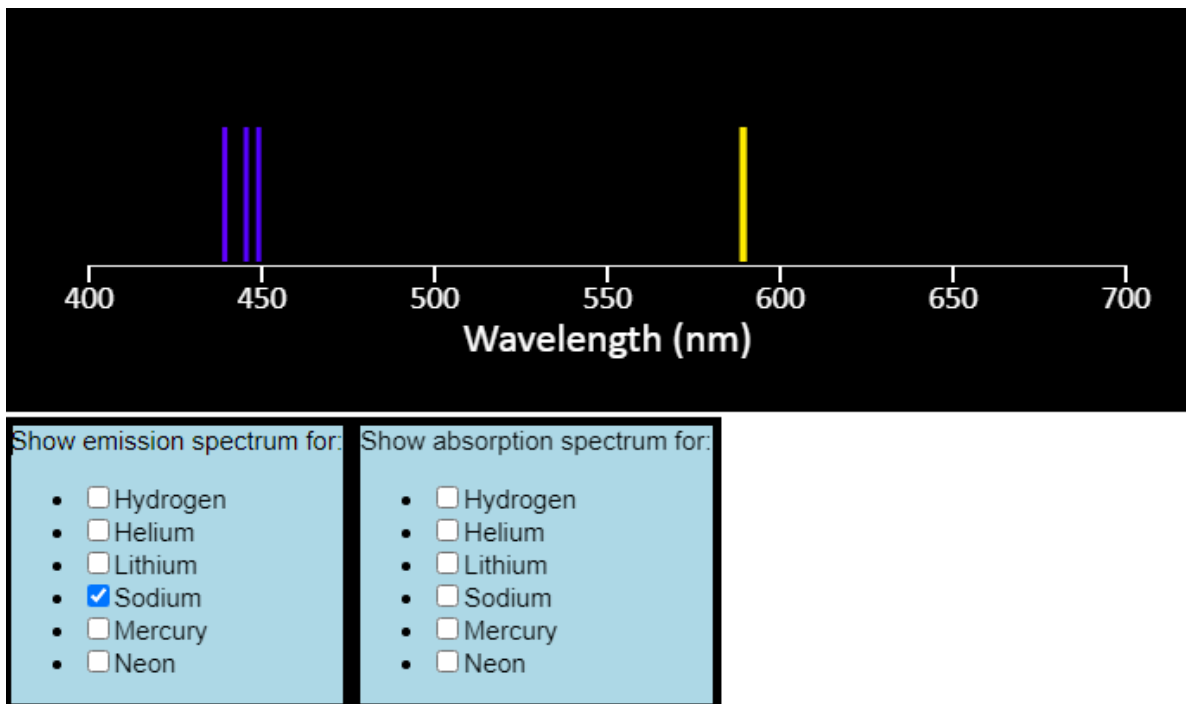 400 450 500 550 600 650 700
Wavelength (nm)
Show emission spectrum for:
Hydrogen
Helium
Lithium
Sodium
Mercury
Neon
Show absorption spectrum for:
Hydrogen
Helium
Lithium
Sodium
Mercury
Neon